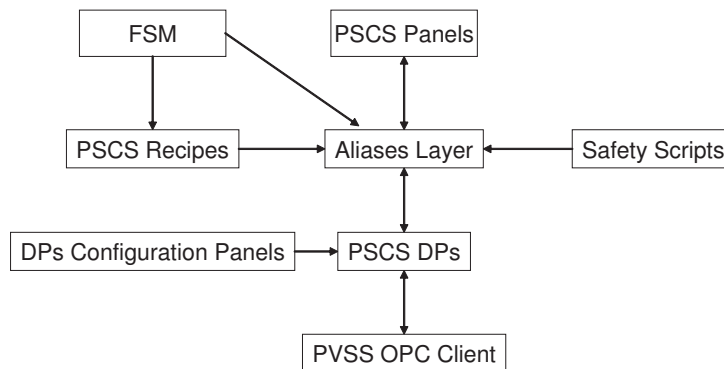 FSM
PSCS Panels
PSCS Recipes
Aliases Layer
Safety Scripts
DPs Configuration Panels
PSCS DPs
PVSS OPC Client